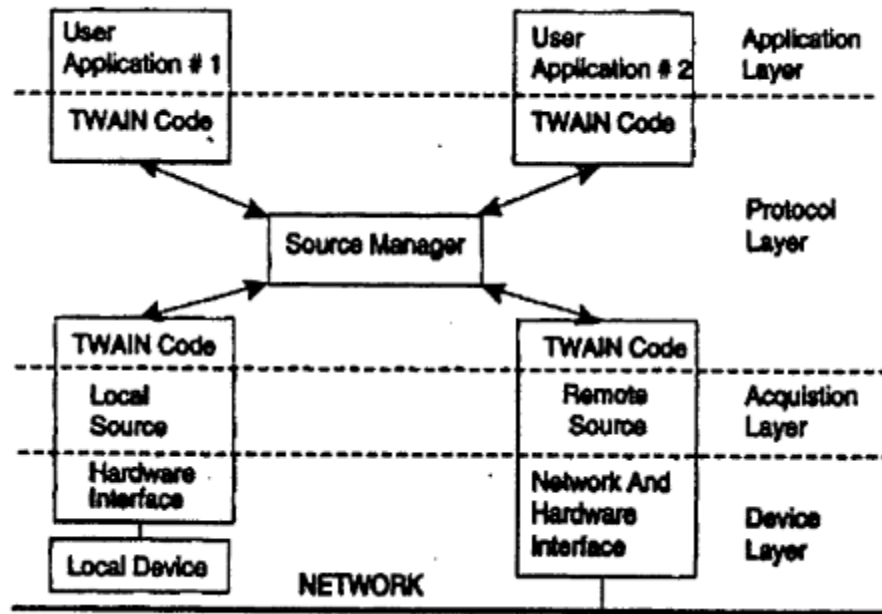 User
Application # 1
TWAIN Code
User
Application # 2
TWAIN Code
Application
Layer
Source Manager
Protocol
Layer
TWAIN Code
Local
Source
Hardware
Interface
Local Device
TWAIN Code
Remote
Source
Network And
Hardware
Interface
Acquistion
Layer
Device
Layer
NETWORK